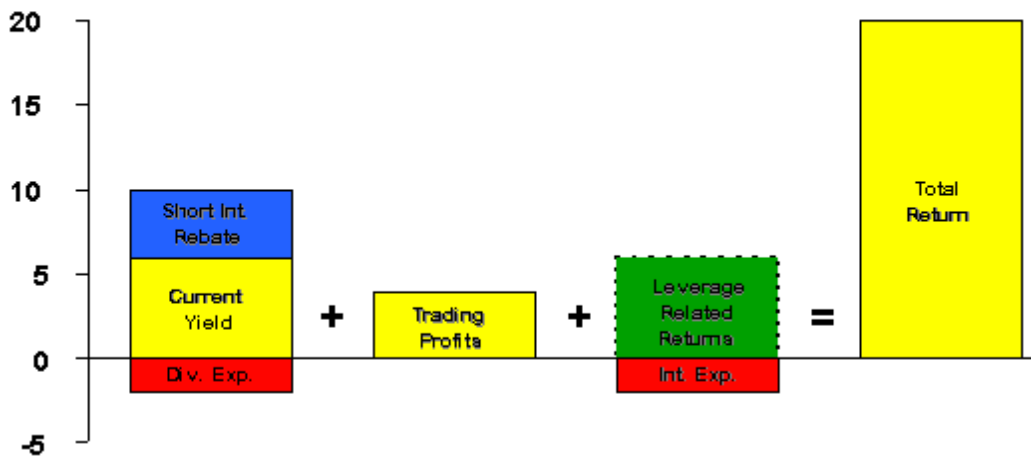 20
15
10
5
0
-5
Short Int.
Rebate
Current
Yield
Div. Exp.
+
Trading
Profits
+
Leverage
Related
Returns
Int. Exp.
=
Total
Return